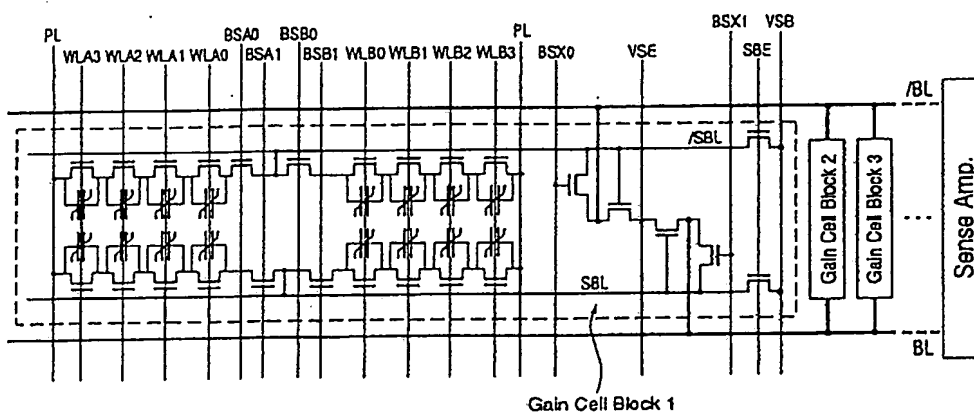 BSX1 VSB
BSA0 BSB0
PL PL BSX0 VSE SBE
WLA3 WLA2 WLA1 WLA0 BSA1 BSB1 WLB0 WLB1 WLB2 WLB3
/BL
/SBL
Gain Cell Block 2
Gain Cell Block 3
...
Sense Amp.
SBL
BL
Gain Cell Block 1